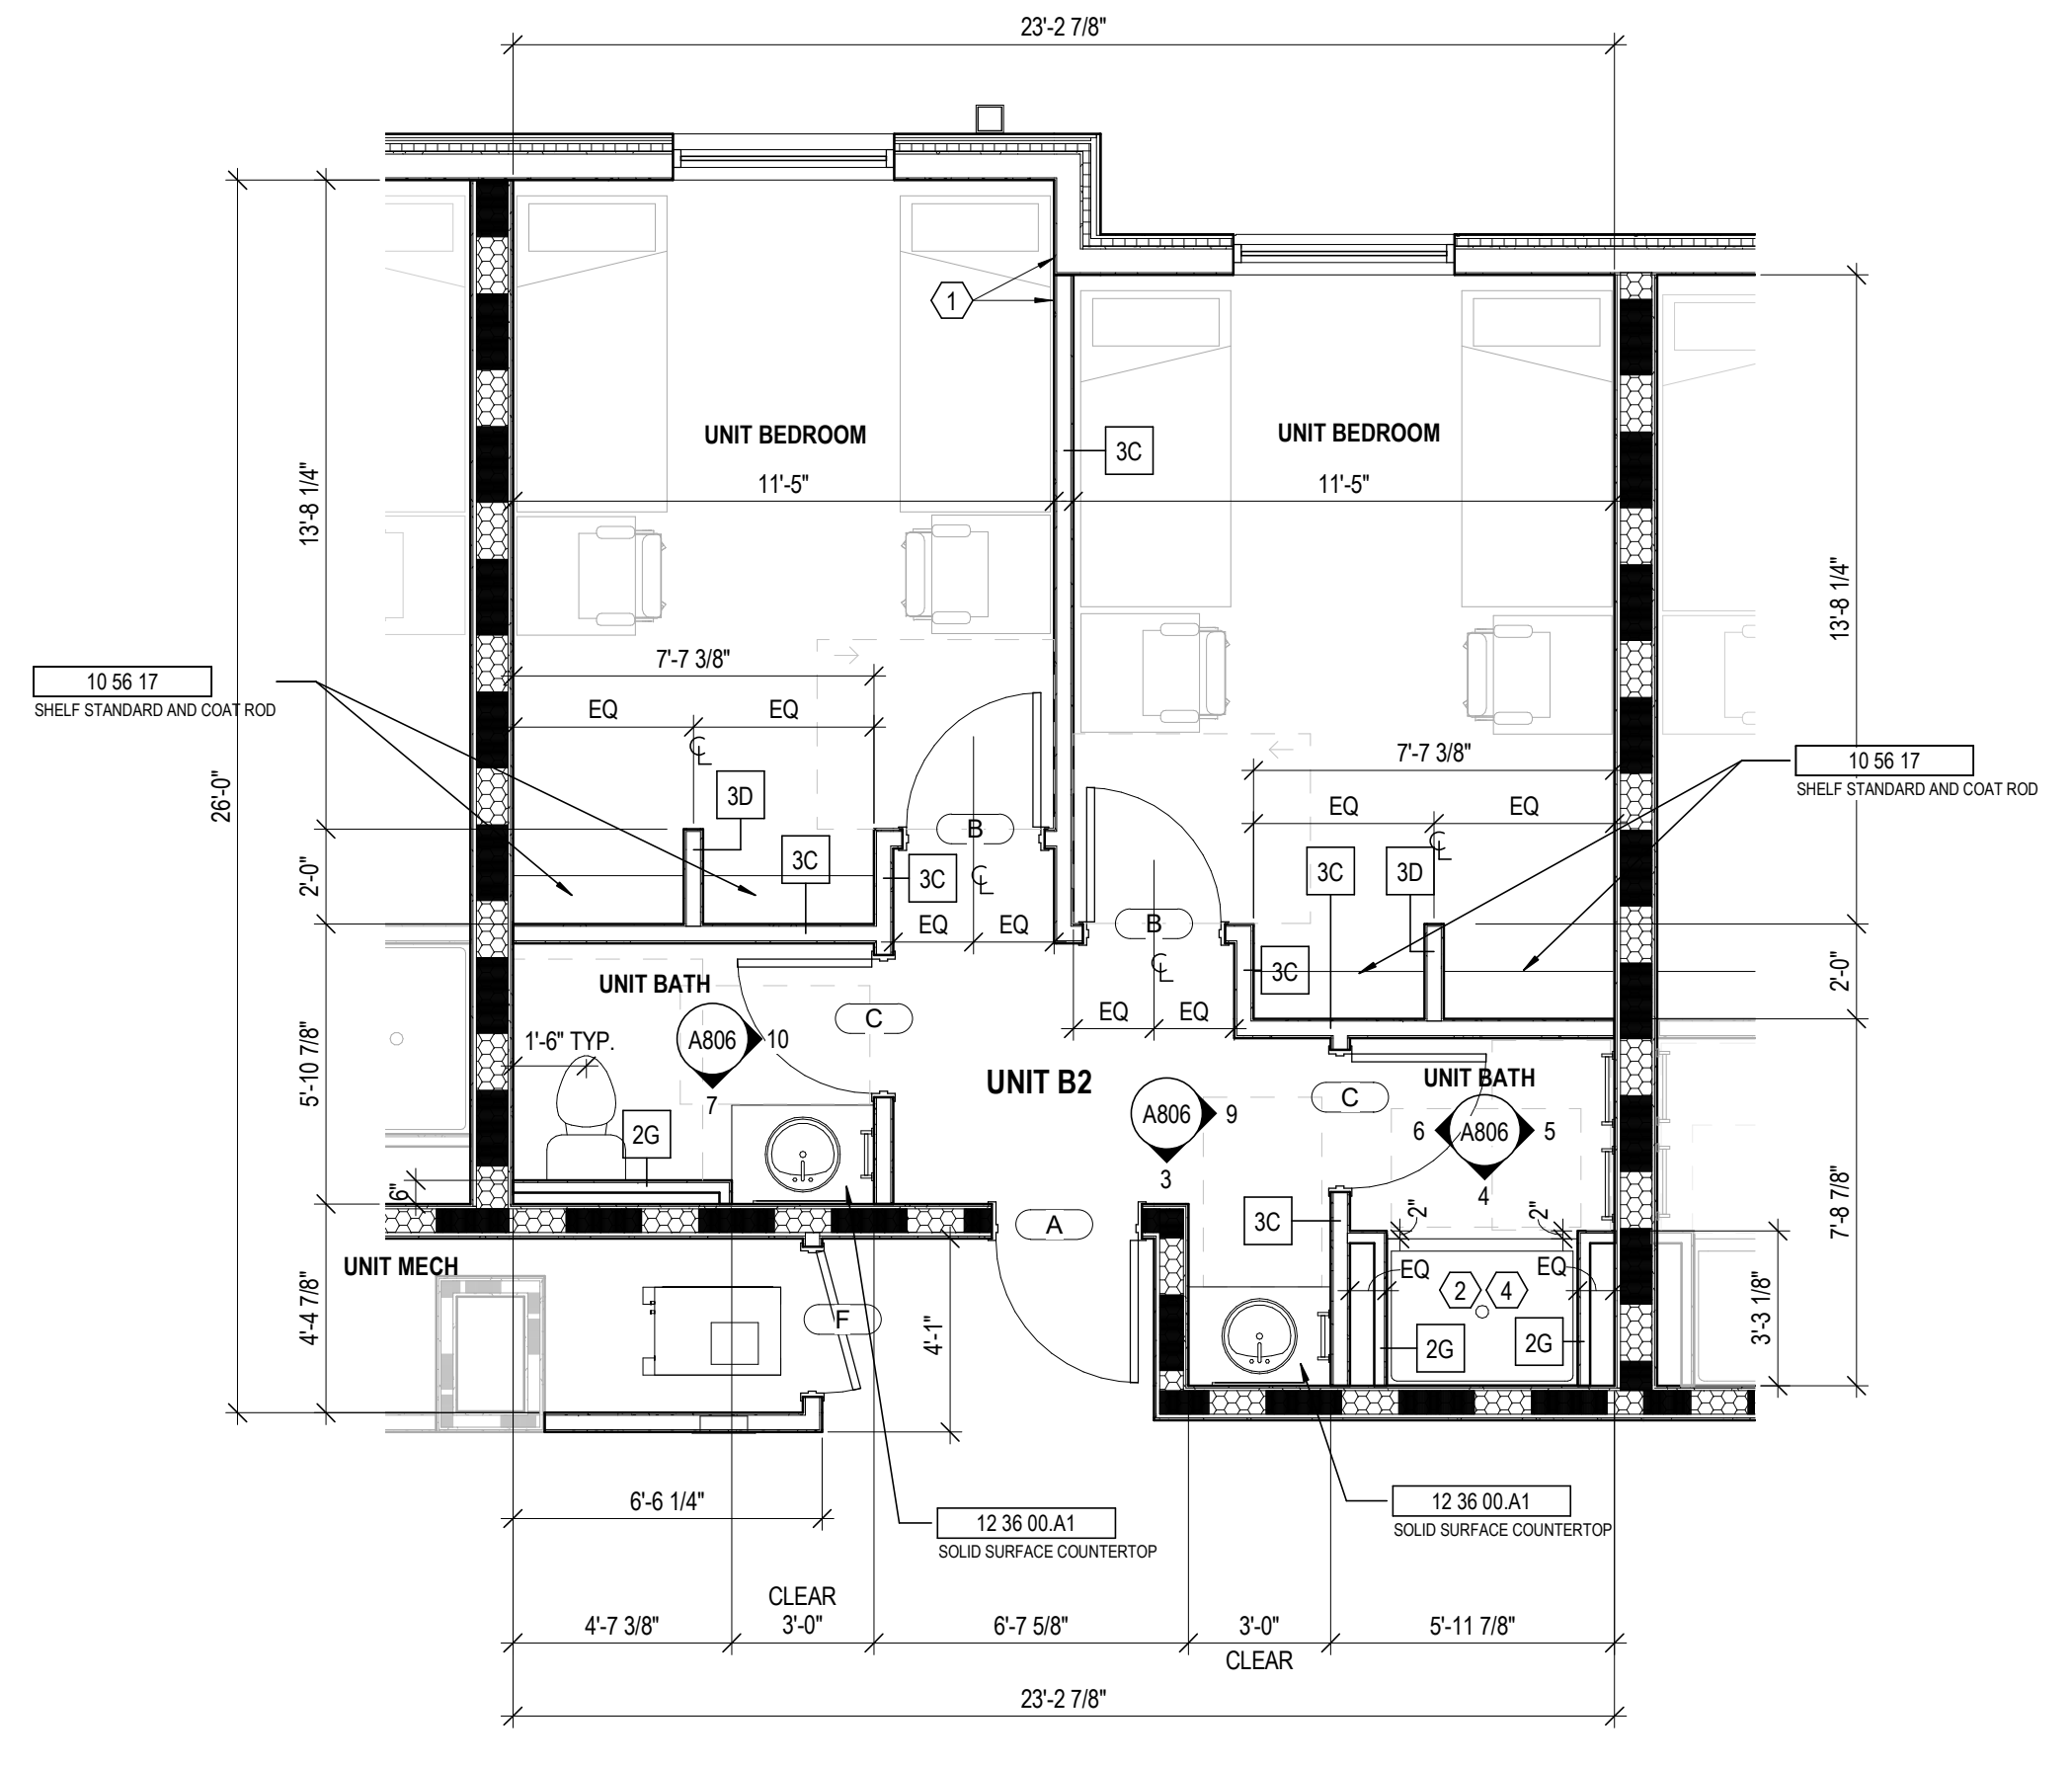 23'-2 7/8"
1
UNIT BEDROOM
UNIT BEDROOM
3C
11'-5"
11'-5"
13'-8 1/4"
13'-8 1/4"
7'-7 3/8"
10 56 17
SHELF STANDARD AND COAT ROD
EQ
EQ
CL
7'-7 3/8"
10 56 17
SHELF STANDARD AND COAT ROD
26'-0"
3D
EQ
EQ
CL
B
3C
3C
CL
3C
3D
2'-0"
EQ
EQ
B
CL
3C
2'-0"
UNIT BATH
C
EQ
EQ
1'-6" TYP.
A806
10
7
UNIT B2
UNIT BATH
C
5'-10 7/8"
2G
A806
9
3
6
A806
5
4
6"
A
3C
2"
2"
7'-8 7/8"
UNIT MECH
EQ
EQ
2
4
4'-4 7/8"
F
4'-1"
2G
2G
3'-3 1/8"
6'-6 1/4"
12 36 00.A1
SOLID SURFACE COUNTERTOP
12 36 00.A1
SOLID SURFACE COUNTERTOP
CLEAR
4'-7 3/8"
3'-0"
6'-7 5/8"
3'-0"
5'-11 7/8"
CLEAR
23'-2 7/8"